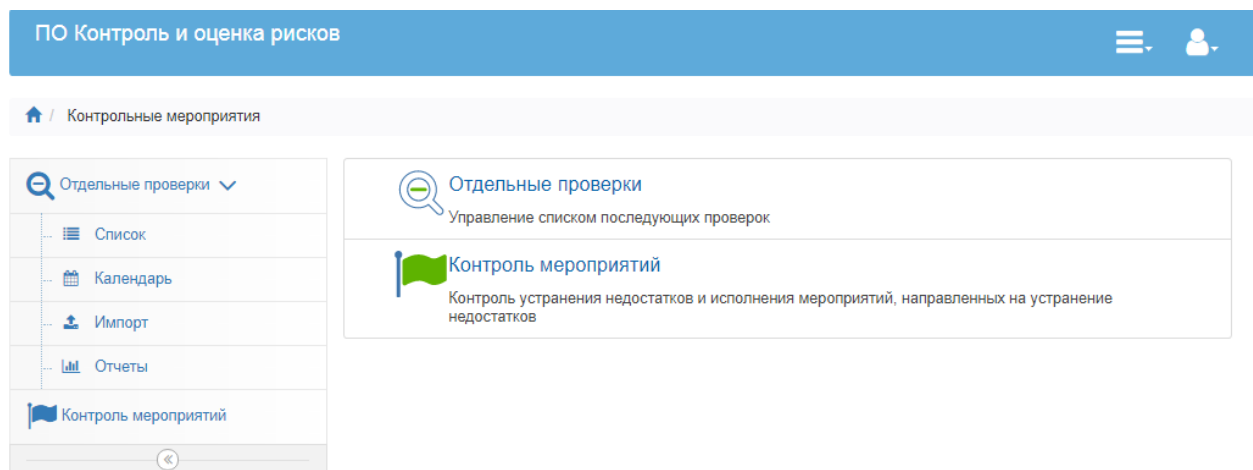 ПО Контроль и оценка рисков
/ Контрольные мероприятия
Отдельные проверки
Список
Календарь
Импорт
Отчеты
Контроль мероприятий
Отдельные проверки
Управление списком последующих проверок
Контроль мероприятий
Контроль устранения недостатков и исполнения мероприятий, направленных на устранение
недостатков